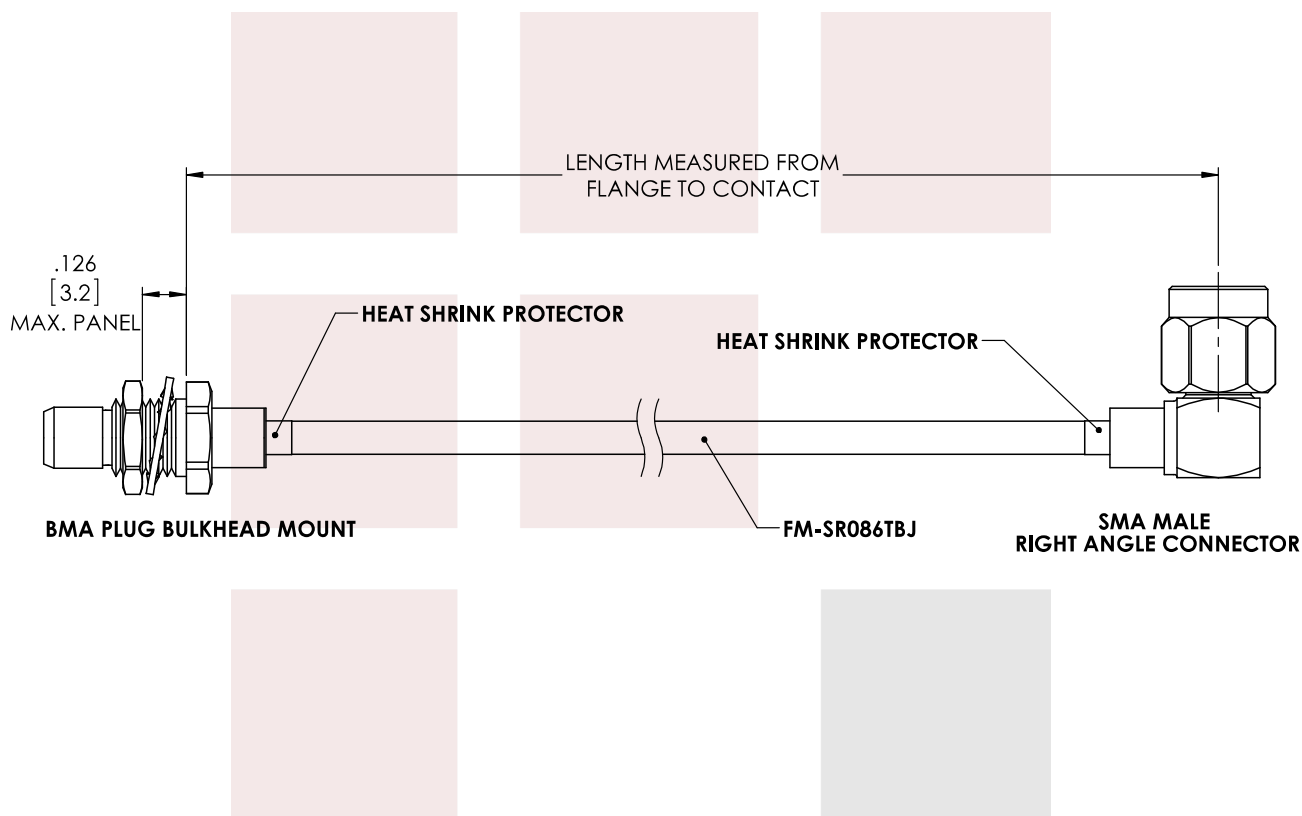 LENGTH MEASURED FROM
FLANGE TO CONTACT
.126
[3.2]
MAX. PANEL
HEAT SHRINK PROTECTOR
HEAT SHRINK PROTECTOR
BMA PLUG BULKHEAD MOUNT
FM-SR086TBJ
SMA MALE
RIGHT ANGLE CONNECTOR